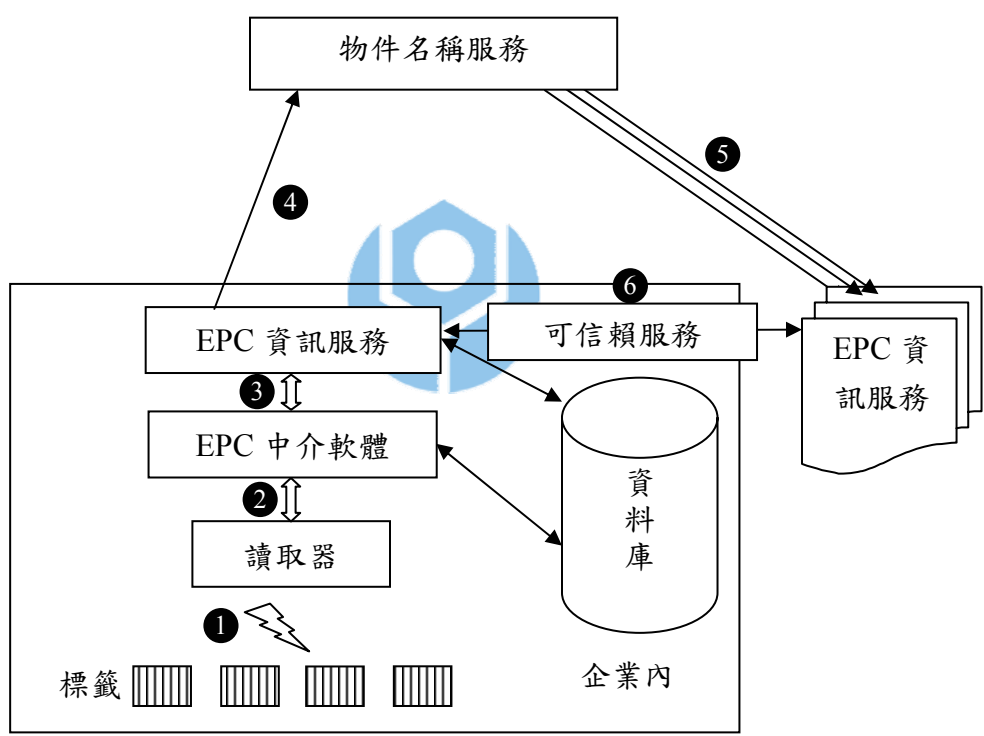 物件名稱服務
5
4
6
EPC 資訊服務
可信賴服務
EPC 資
訊服務
3
EPC 中介軟體
2
資
料
庫
讀取器
1
標籤
企業內